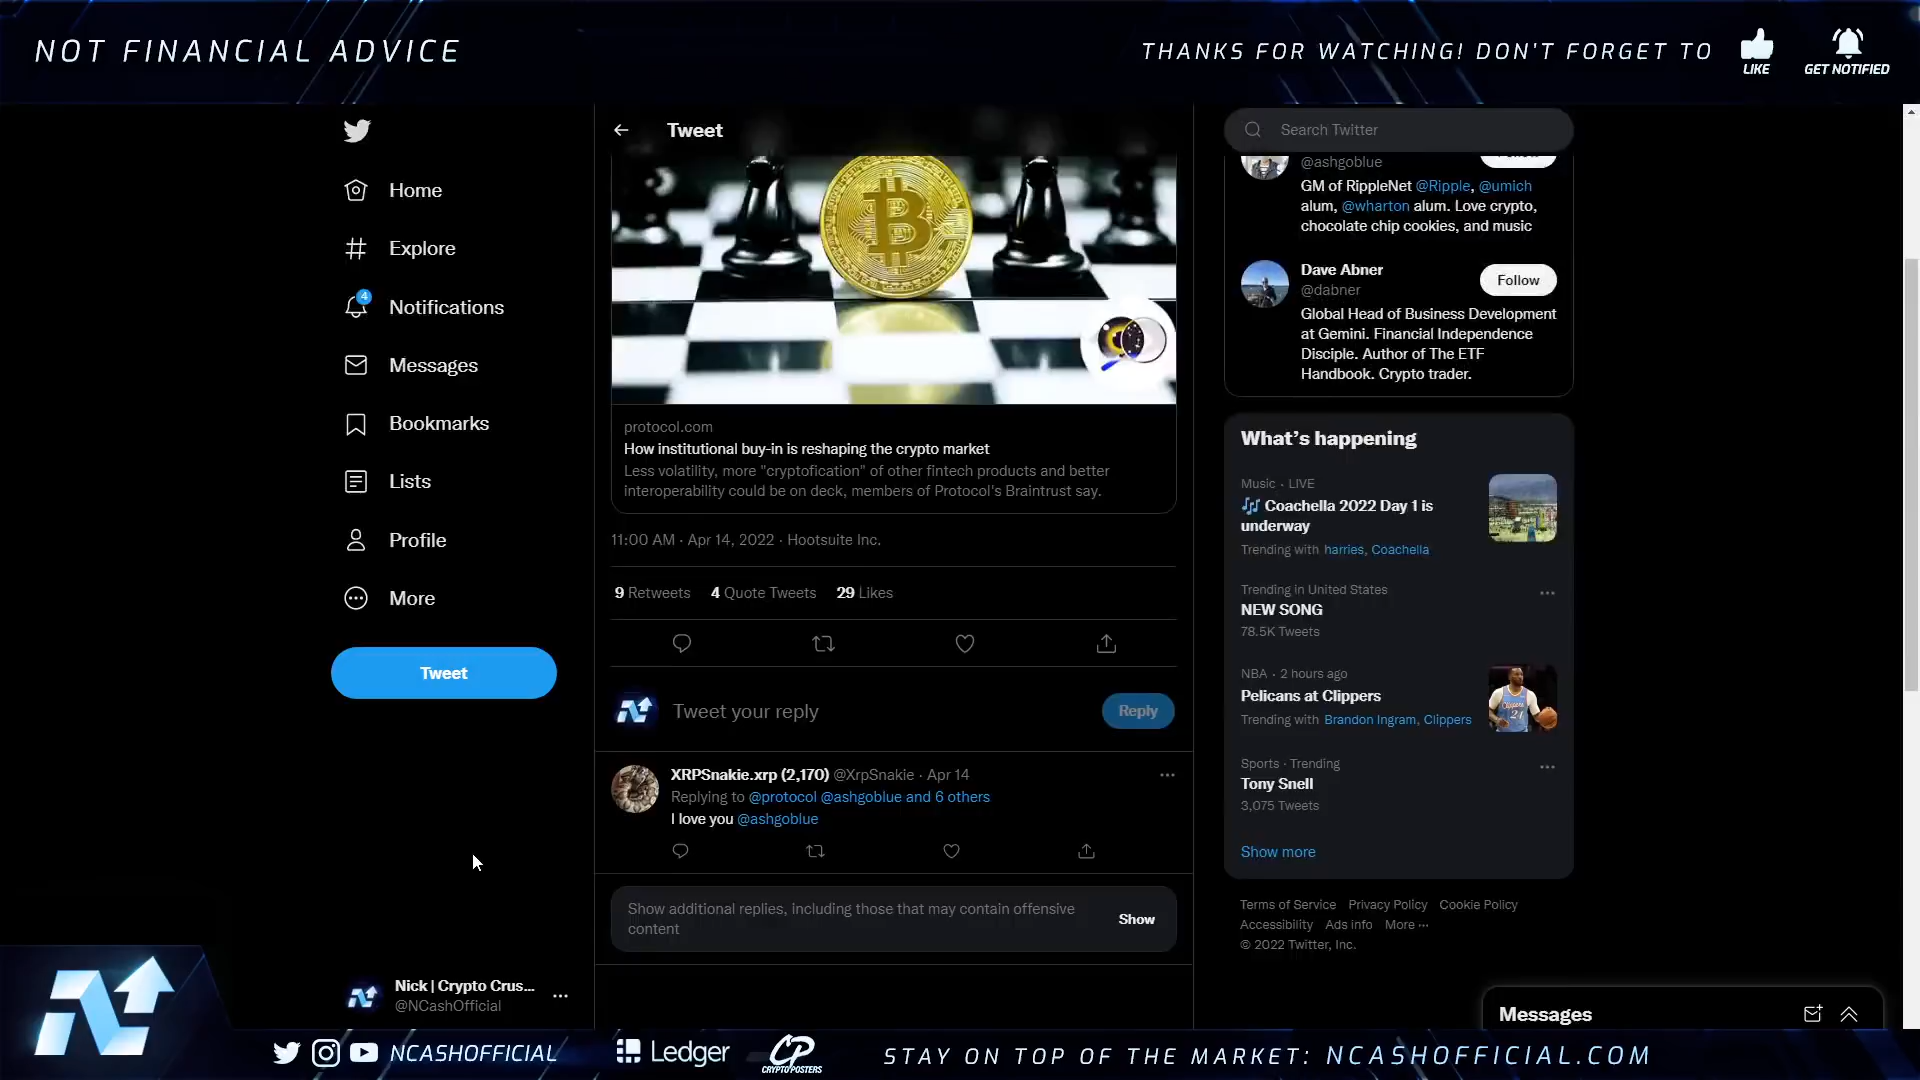 NOT FINANCIAL ADVICE
THANKS FOR WATCHING! DON'T FORGET TO
LIKE
GET NOTIFIED
Home
Explore
4
Notifications
Messages
Bookmarks
Lists
Profile
More
Tweet
Nick | Crypto Crus...
@NCashOfficial
Tweet
protocol.com
How institutional buy-in is reshaping the crypto market
Less volatility, more "cryptofication" of other fintech products and better
interoperability could be on deck, members of Protocol's Braintrust say.
11:00 AM · Apr 14, 2022 · Hootsuite Inc.
9 Retweets 4 Quote Tweets 29 Likes
Tweet your reply
Reply
XRPSnakie.xrp (2,170) @XrpSnakie · Apr 14
Replying to @protocol @ashgoblue and 6 others
I love you @ashgoblue
Show additional replies, including those that may contain offensive
content
Show
Search Twitter
@ashgoblue
GM of RippleNet @Ripple, @umich
alum, @wharton alum. Love crypto,
chocolate chip cookies, and music
Dave Abner
@dabner
Follow
Global Head of Business Development
at Gemini. Financial Independence
Disciple. Author of The ETF
Handbook. Crypto trader.
What's happening
Music · LIVE
🎶 Coachella 2022 Day 1 is
underway
Trending with harries, Coachella
Trending in United States
NEW SONG
78.5K Tweets
NBA · 2 hours ago
Pelicans at Clippers
Trending with Brandon Ingram, Clippers
Sports · Trending
Tony Snell
3,075 Tweets
Show more
Terms of Service Privacy Policy Cookie Policy
Accessibility Ads info More ···
© 2022 Twitter, Inc.
Messages
NCASHOFFICIAL
Ledger
CP
CRYPTOPOSTERS
STAY ON TOP OF THE MARKET: NCASHOFFICIAL.COM